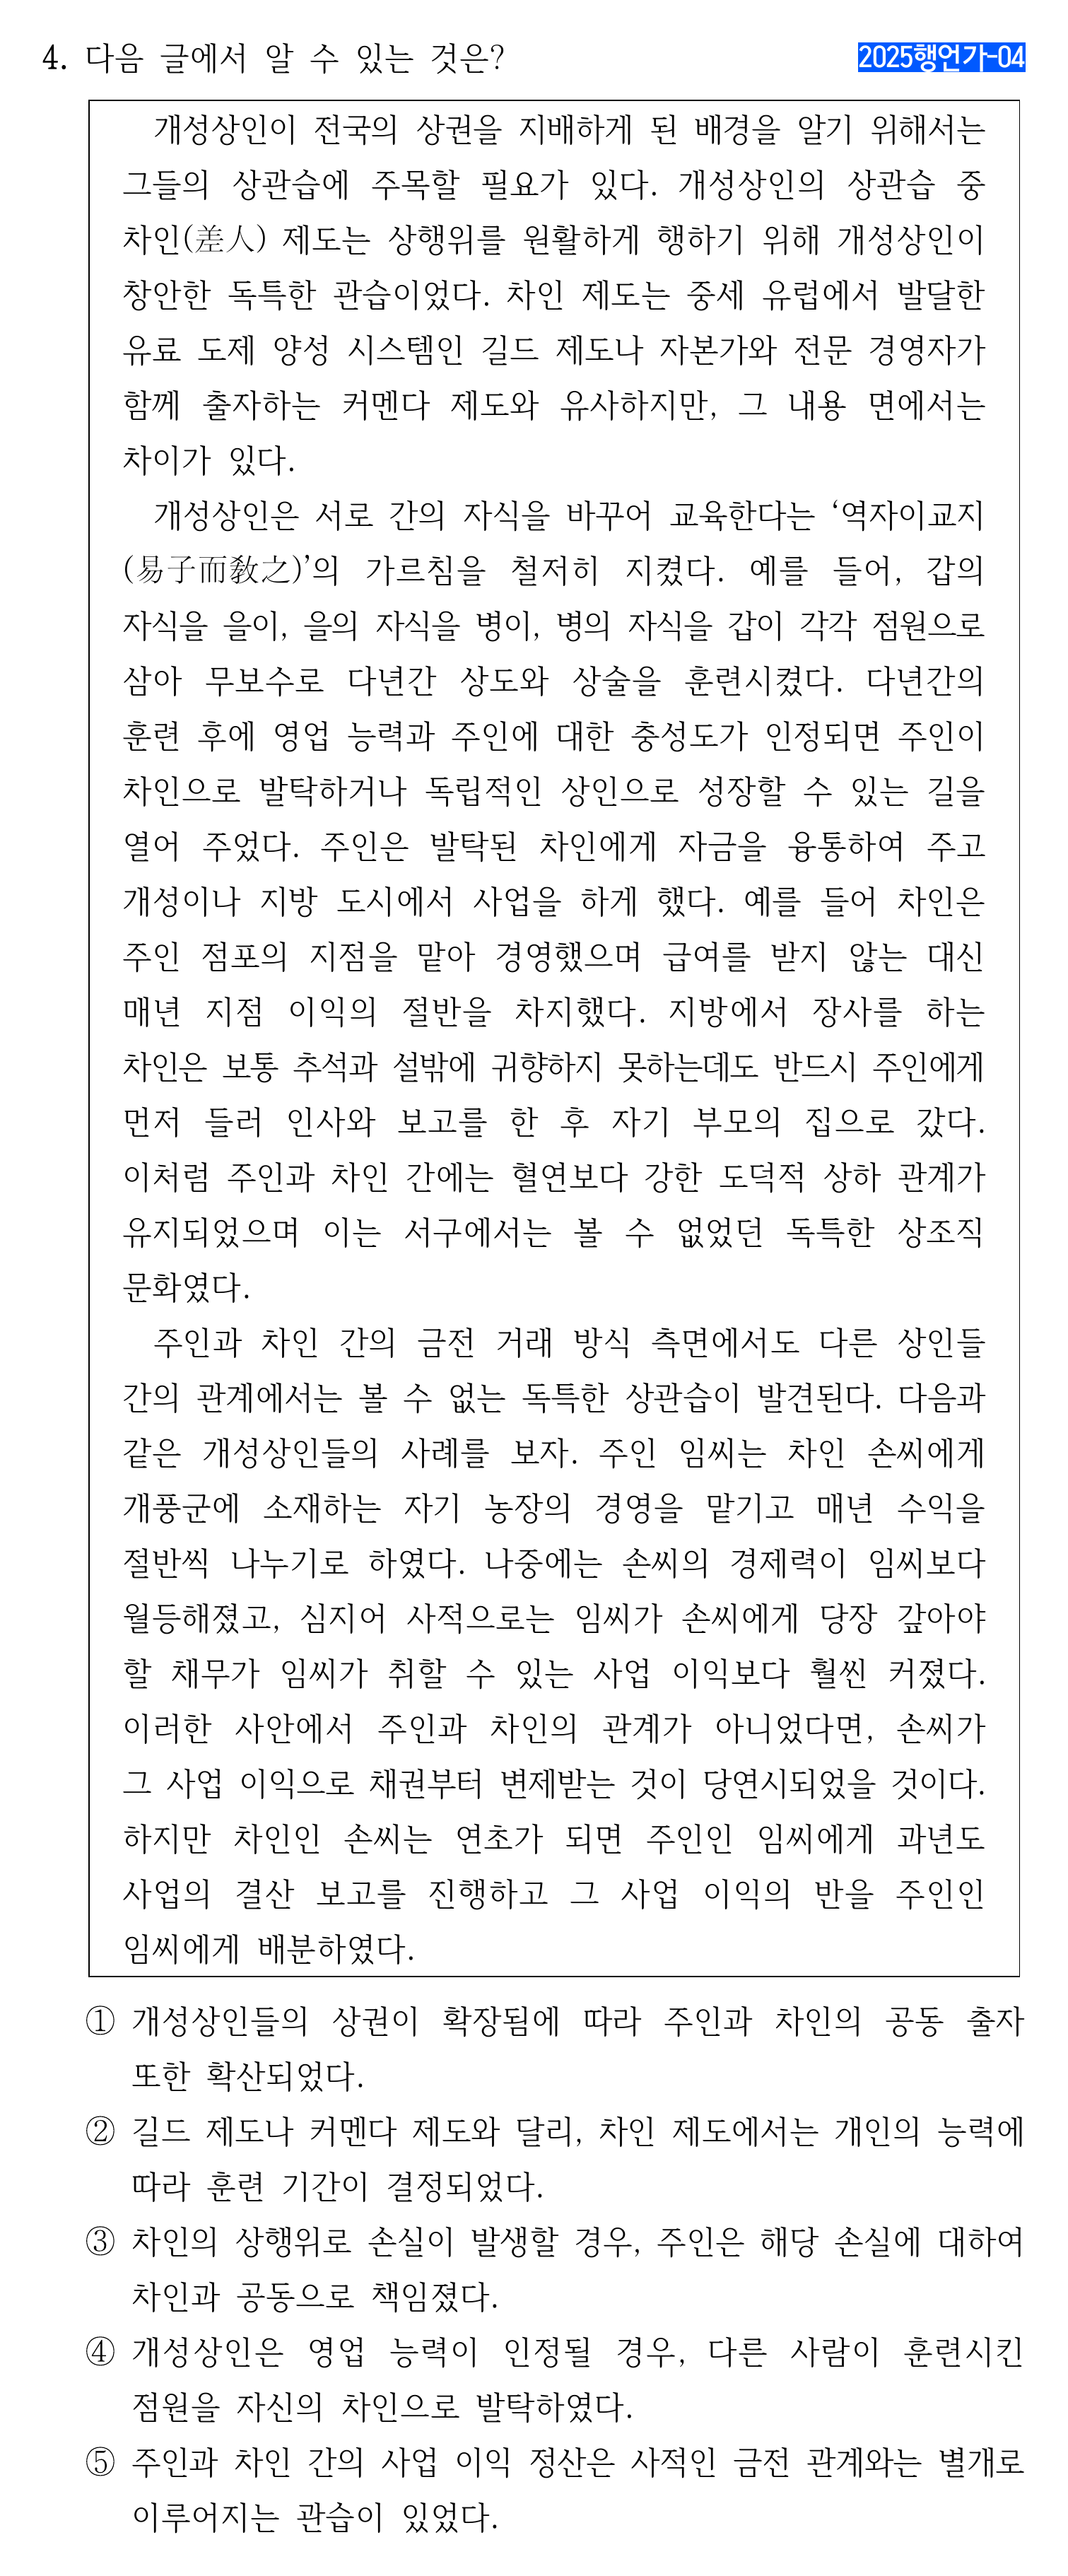 4. 다음 글에서 알 수 있는 것은?
2025행언가-04
개성상인이 전국의 상권을 지배하게 된 배경을 알기 위해서는
그들의 상관습에 주목할 필요가 있다. 개성상인의 상관습 중
차인(差人) 제도는 상행위를 원활하게 행하기 위해 개성상인이
창안한 독특한 관습이었다. 차인 제도는 중세 유럽에서 발달한
유료 도제 양성 시스템인 길드 제도나 자본가와 전문 경영자가
함께 출자하는 커멘다 제도와 유사하지만, 그 내용 면에서는
차이가 있다.
개성상인은 서로 간의 자식을 바꾸어 교육한다는 ‘역자이교지
(易子而敎之)’의 가르침을 철저히 지켰다. 예를 들어, 갑의
자식을 을이, 을의 자식을 병이, 병의 자식을 갑이 각각 점원으로
삼아 무보수로 다년간 상도와 상술을 훈련시켰다. 다년간의
훈련 후에 영업 능력과 주인에 대한 충성도가 인정되면 주인이
차인으로 발탁하거나 독립적인 상인으로 성장할 수 있는 길을
열어 주었다. 주인은 발탁된 차인에게 자금을 융통하여 주고
개성이나 지방 도시에서 사업을 하게 했다. 예를 들어 차인은
주인 점포의 지점을 맡아 경영했으며 급여를 받지 않는 대신
매년 지점 이익의 절반을 차지했다. 지방에서 장사를 하는
차인은 보통 추석과 설밖에 귀향하지 못하는데도 반드시 주인에게
먼저 들러 인사와 보고를 한 후 자기 부모의 집으로 갔다.
이처럼 주인과 차인 간에는 혈연보다 강한 도덕적 상하 관계가
유지되었으며 이는 서구에서는 볼 수 없었던 독특한 상조직
문화였다.
주인과 차인 간의 금전 거래 방식 측면에서도 다른 상인들
간의 관계에서는 볼 수 없는 독특한 상관습이 발견된다. 다음과
같은 개성상인들의 사례를 보자. 주인 임씨는 차인 손씨에게
개풍군에 소재하는 자기 농장의 경영을 맡기고 매년 수익을
절반씩 나누기로 하였다. 나중에는 손씨의 경제력이 임씨보다
월등해졌고, 심지어 사적으로는 임씨가 손씨에게 당장 갚아야
할 채무가 임씨가 취할 수 있는 사업 이익보다 훨씬 커졌다.
이러한 사안에서 주인과 차인의 관계가 아니었다면, 손씨가
그 사업 이익으로 채권부터 변제받는 것이 당연시되었을 것이다.
하지만 차인인 손씨는 연초가 되면 주인인 임씨에게 과년도
사업의 결산 보고를 진행하고 그 사업 이익의 반을 주인인
임씨에게 배분하였다.
① 개성상인들의 상권이 확장됨에 따라 주인과 차인의 공동 출자
또한 확산되었다.
② 길드 제도나 커멘다 제도와 달리, 차인 제도에서는 개인의 능력에
따라 훈련 기간이 결정되었다.
③ 차인의 상행위로 손실이 발생할 경우, 주인은 해당 손실에 대하여
차인과 공동으로 책임졌다.
④ 개성상인은 영업 능력이 인정될 경우, 다른 사람이 훈련시킨
점원을 자신의 차인으로 발탁하였다.
⑤ 주인과 차인 간의 사업 이익 정산은 사적인 금전 관계와는 별개로
이루어지는 관습이 있었다.